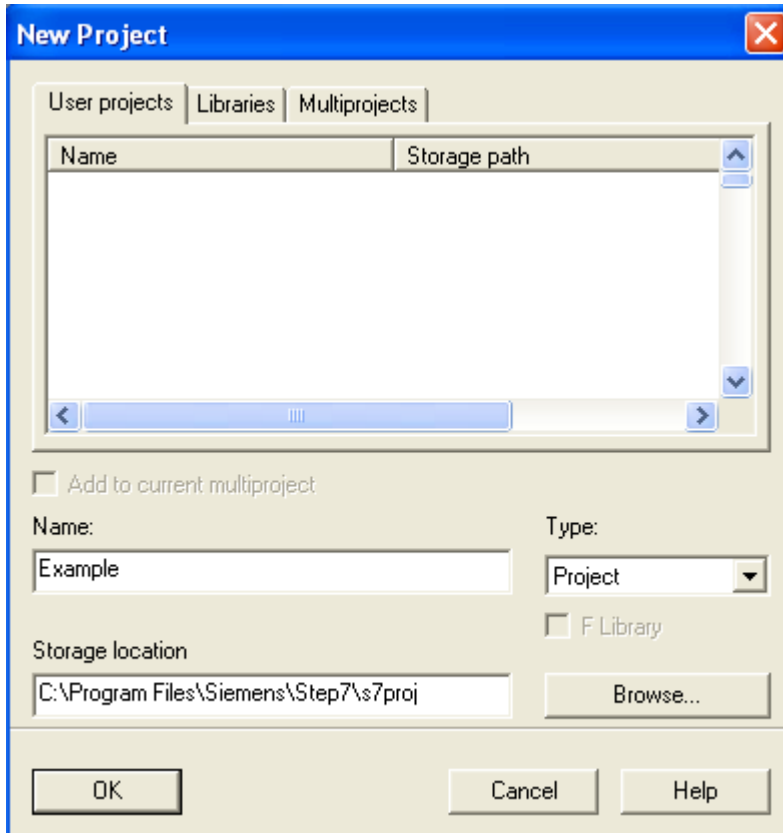 New Project
User projects Libraries Multiprojects
Name Storage path
Add to current multiproject
Name: Type:
Example Project
F Library
Storage location
C:\Program Files\Siemens\Step7\s7proj Browse...
OK Cancel Help